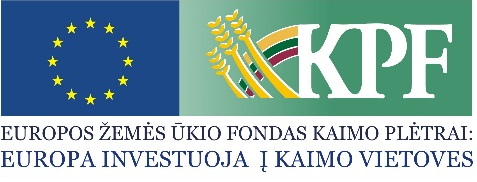 KPF
EUROPOS ŽEMĖS ŪKIO FONDAS KAIMO PLĖTRAI:
EUROPA INVESTUOJA Į KAIMO VIETOVES